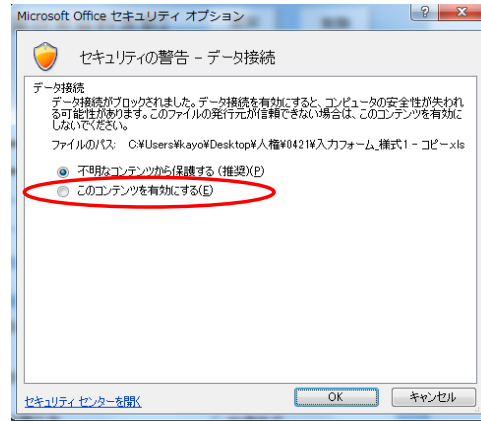 Microsoft Office セキュリティ オプション
セキュリティの警告 - データ接続
データ接続
データ接続がブロックされました。データ接続を有効にすると、コンピュータの安全性が失われ
る可能性があります。このファイルの発行元が信頼できない場合は、このコンテンツを有効に
しないでください。
ファイルのパス: C:¥Users¥kayo¥Desktop¥人権¥0421¥入力フォーム_様式1 - コピー.xls
不明なコンテンツから保護する (推奨)(P)
このコンテンツを有効にする(E)
セキュリティ センターを開く
OK
キャンセル